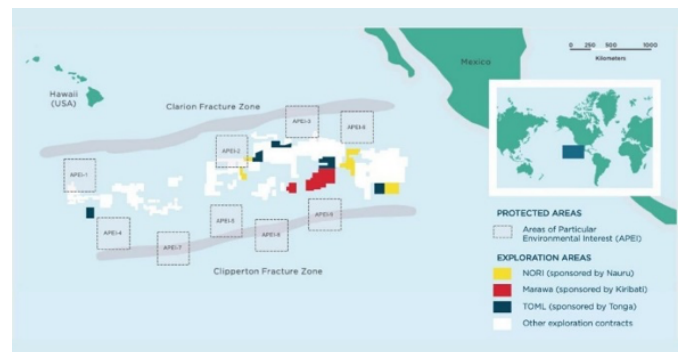 0 250 500 1000
Kilometers
Mexico
Hawaii
(USA)
Clarion Fracture Zone
APEI-3
APEI-6
APEI-2
APEI-1
APEI-9
APEI-5
APEI-4
APEI-8
APEI-7
Clipperton Fracture Zone
PROTECTED AREAS
Areas of Particular
Environmental Interest (APEI)
EXPLORATION AREAS
NORI (sponsored by Nauru)
Marawa (sponsored by Kiribati)
TOML (sponsored by Tonga)
Other exploration contracts